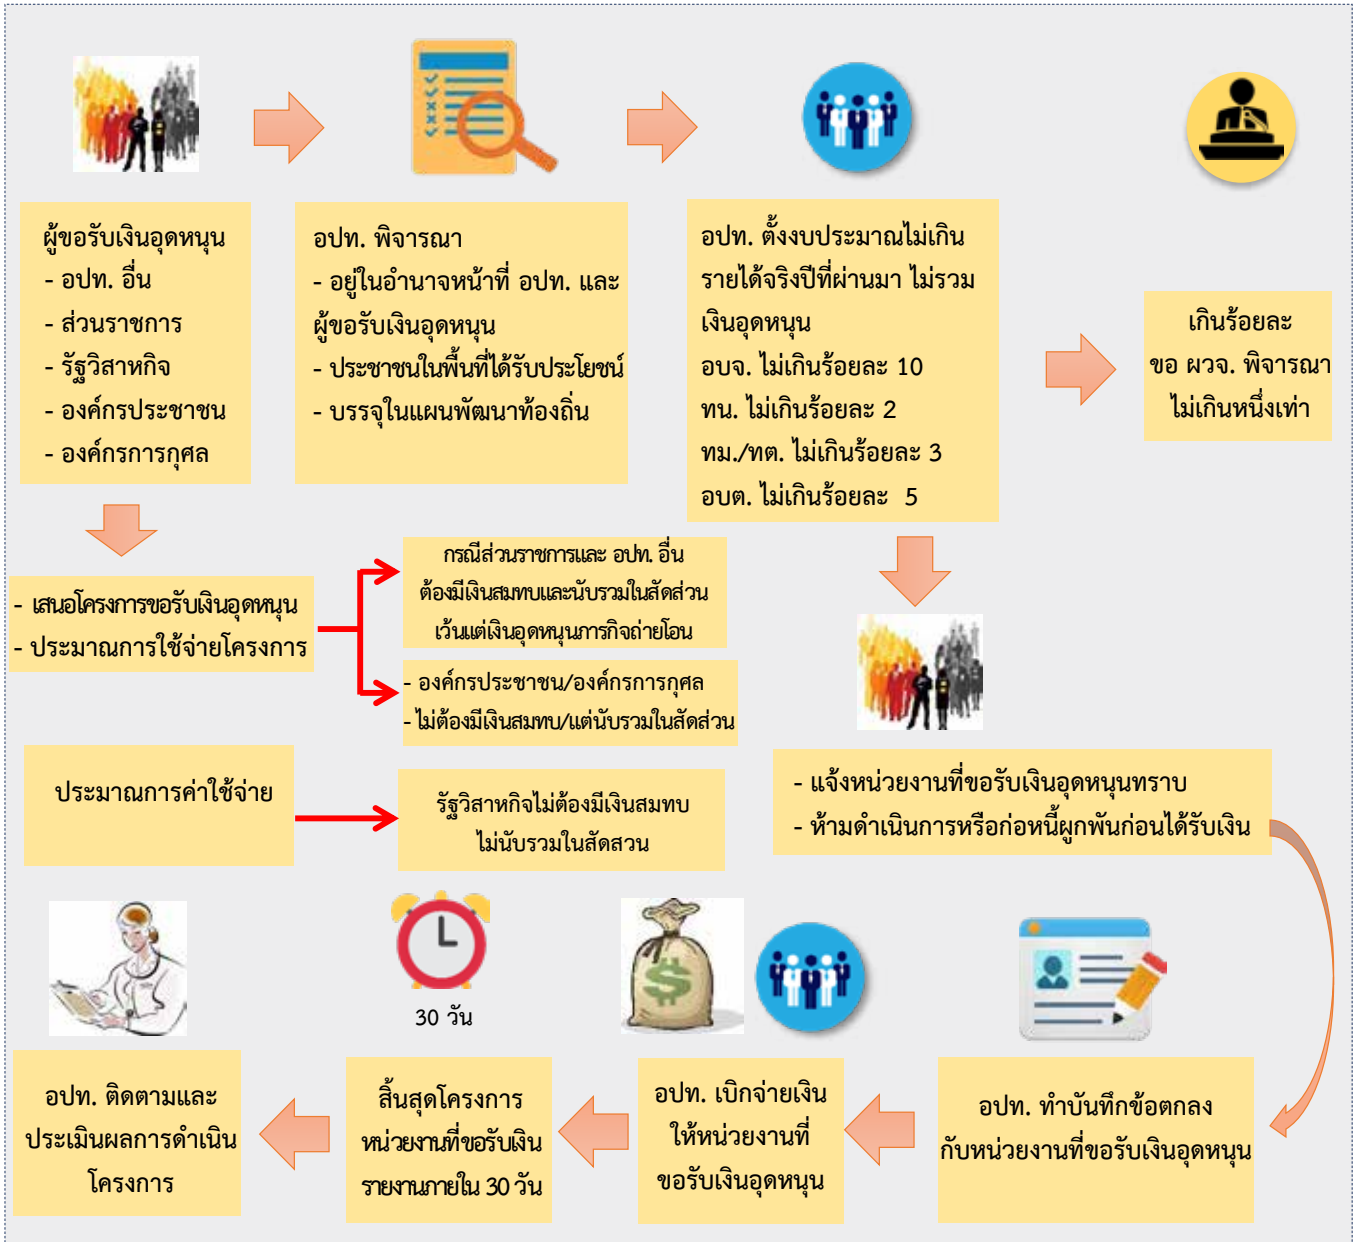 ผู้ขอรับเงินอุดหนุน
- อปท. อื่น
- ส่วนราชการ
- รัฐวิสาหกิจ
- องค์กรประชาชน
- องค์กรการกุศล
อปท. พิจารณา
- อยู่ในอำนาจหน้าที่ อปท. และ
ผู้ขอรับเงินอุดหนุน
- ประชาชนในพื้นที่ได้รับประโยชน์
- บรรจุในแผนพัฒนาท้องถิ่น
อปท. ตั้งงบประมาณไม่เกิน
รายได้จริงปีที่ผ่านมา ไม่รวม
เงินอุดหนุน
อบจ. ไม่เกินร้อยละ 10
ทน. ไม่เกินร้อยละ 2
ทม./ทต. ไม่เกินร้อยละ 3
อบต. ไม่เกินร้อยละ 5
เกินร้อยละ
ขอ ผวจ. พิจารณา
ไม่เกินหนึ่งเท่า
- เสนอโครงการขอรับเงินอุดหนุน
- ประมาณการใช้จ่ายโครงการ
กรณีส่วนราชการและ อปท. อื่น
ต้องมีเงินสมทบและนับรวมในสัดส่วน
เว้นแต่เงินอุดหนุนภารกิจถ่ายโอน
- องค์กรประชาชน/องค์กรการกุศล
- ไม่ต้องมีเงินสมทบ/แต่นับรวมในสัดส่วน
ประมาณการค่าใช้จ่าย
รัฐวิสาหกิจไม่ต้องมีเงินสมทบ
ไม่นับรวมในสัดสวน
- แจ้งหน่วยงานที่ขอรับเงินอุดหนุนทราบ
- ห้ามดำเนินการหรือก่อหนี้ผูกพันก่อนได้รับเงิน
30 วัน
อปท. ติดตามและ
ประเมินผลการดำเนิน
โครงการ
สิ้นสุดโครงการ
หน่วยงานที่ขอรับเงิน
รายงานภายใน 30 วัน
อปท. เบิกจ่ายเงิน
ให้หน่วยงานที่
ขอรับเงินอุดหนุน
อปท. ทำบันทึกข้อตกลง
กับหน่วยงานที่ขอรับเงินอุดหนุน